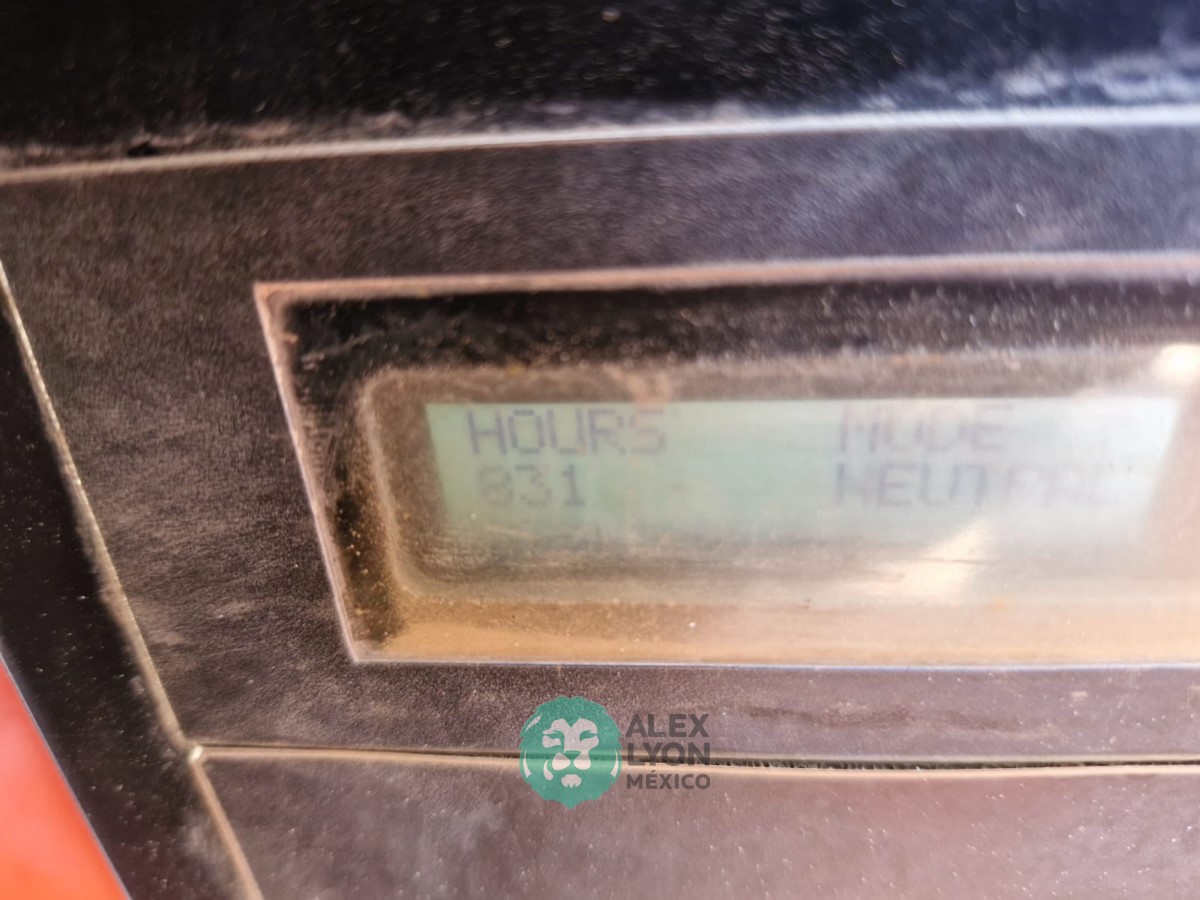 HOURS MODE
031 NEUTRAL
ALEX
LYON
MÉXICO